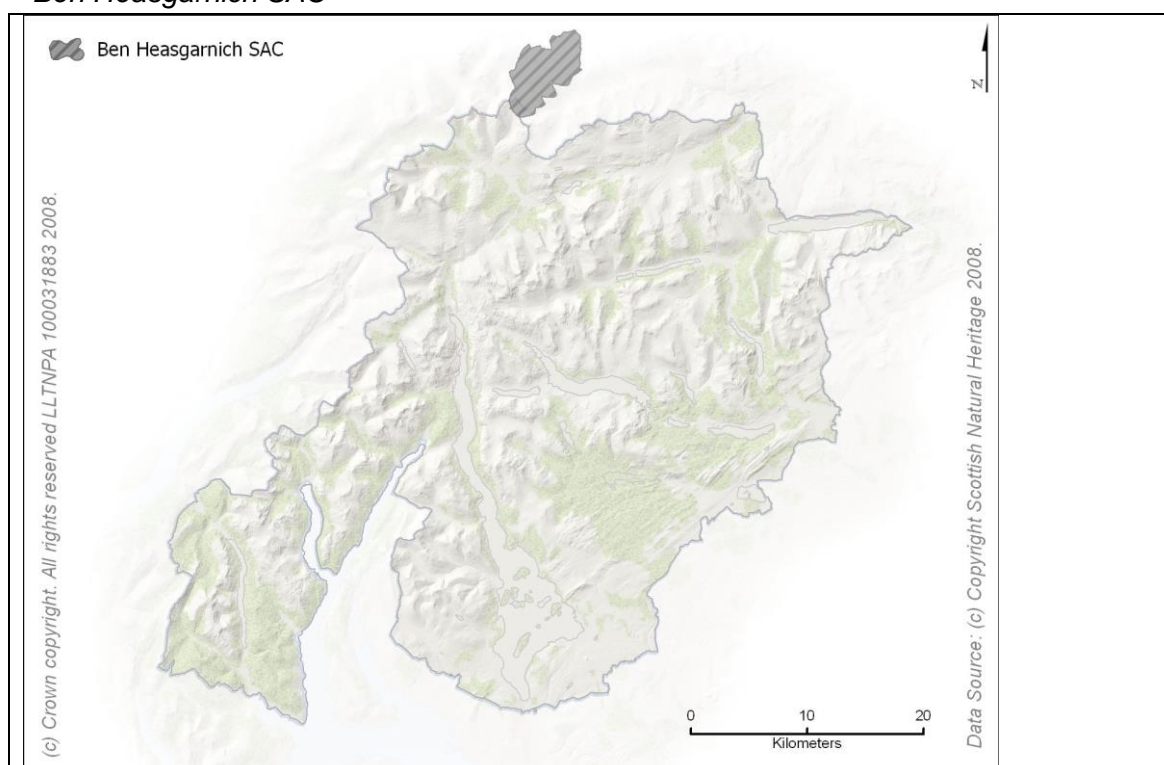 Ben Heasgarnich SAC
Ben Heasgarnich SAC
N
(c) Crown copyright. All rights reserved LLTNPA 100031883 2008.
Data Source: (c) Copyright Scottish Natural Heritage 2008.
0 10 20
Kilometers